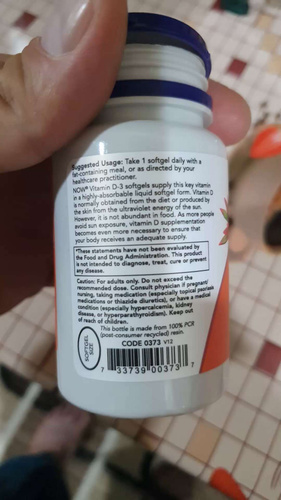 Suggested Usage: Take 1 softgel daily with a
fat-containing meal, or as directed by your
healthcare practitioner.
NOW® Vitamin D-3 softgels supply this key vitamin
in a highly-absorbable liquid softgel form. Vitamin D
is normally obtained from the diet or produced by
the skin from the ultraviolet energy of the sun.
However, it is not abundant in food. As more people
avoid sun exposure, vitamin D supplementation
becomes even more necessary to ensure that
your body receives an adequate supply.
*These statements have not been evaluated by
the Food and Drug Administration. This product
is not intended to diagnose, treat, cure or prevent
any disease.
Caution: For adults only. Do not exceed the
recommended dose. Consult physician if pregnant/
nursing, taking medication (especially topical psoriasis
medications or thiazide diuretics), or have a medical
condition (especially hypercalcemia, kidney
disease, or hyperparathyroidism). Keep out
of reach of children.
This bottle is made from 100% PCR
(post-consumer recycled) resin.
CODE 0373 V12
SOFTGEL
SIZE
7 33739 00373 7